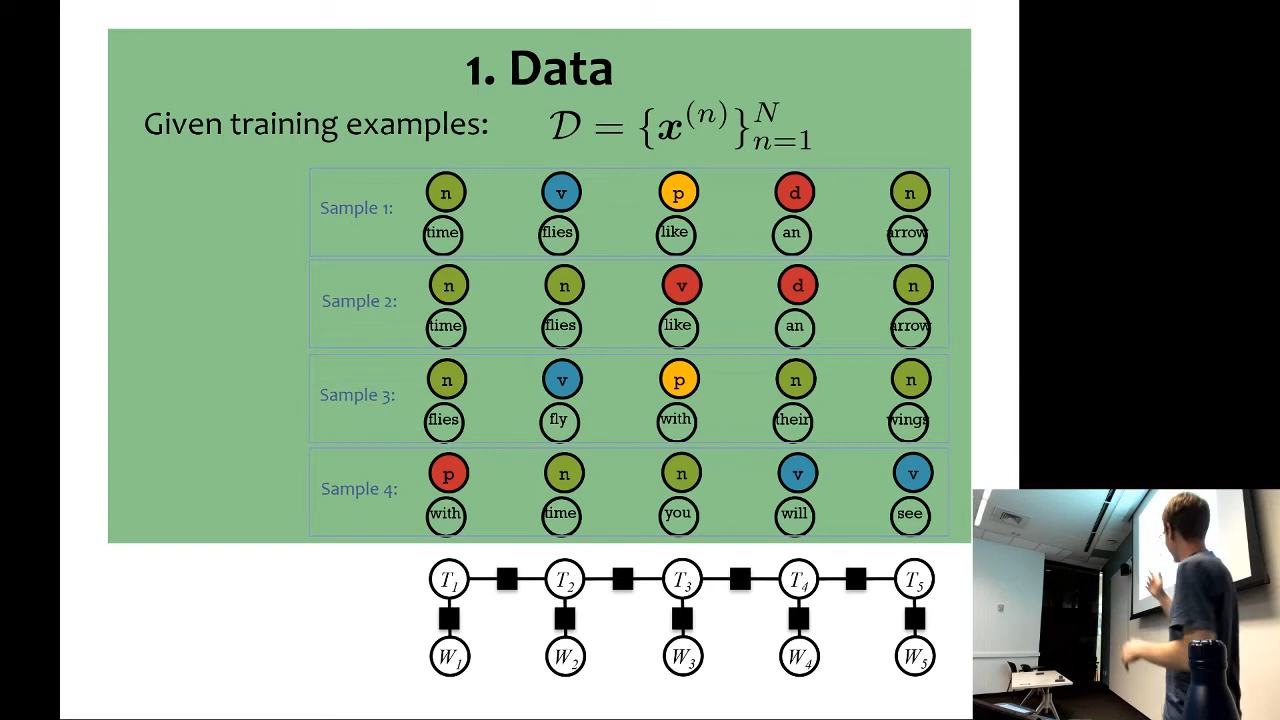 1. Data
Given training examples: 𝒟 = {x^(n)}_{n=1}^N
n v p d n
Sample 1:
time flies like an arrow
n n v d n
Sample 2:
time flies like an arrow
n v p n n
Sample 3:
flies fly with their wings
p n n v v
Sample 4:
with time you will see
T₁ T₂ T₃ T₄ T₅
W₁ W₂ W₃ W₄ W₅